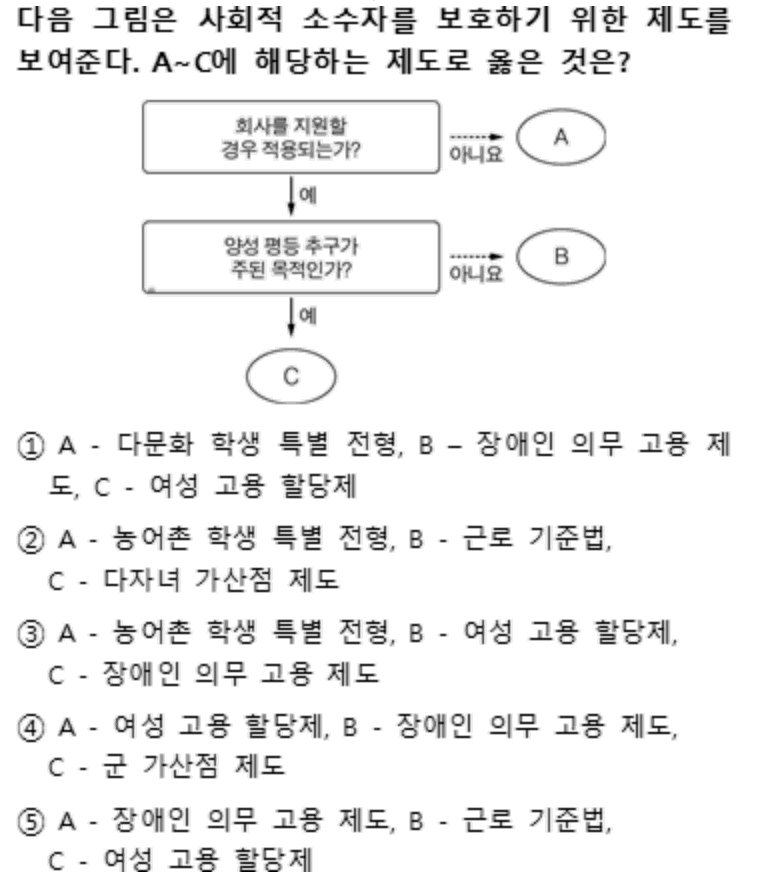 다음 그림은 사회적 소수자를 보호하기 위한 제도를
보여준다. A~C에 해당하는 제도로 옳은 것은?
회사를 지원할
경우 적용되는가?
아니요
A
예
양성 평등 추구가
주된 목적인가?
아니요
B
예
C
① A - 다문화 학생 특별 전형, B – 장애인 의무 고용 제
도, C - 여성 고용 할당제
② A - 농어촌 학생 특별 전형, B - 근로 기준법,
C - 다자녀 가산점 제도
③ A - 농어촌 학생 특별 전형, B - 여성 고용 할당제,
C - 장애인 의무 고용 제도
④ A - 여성 고용 할당제, B - 장애인 의무 고용 제도,
C - 군 가산점 제도
⑤ A - 장애인 의무 고용 제도, B - 근로 기준법,
C - 여성 고용 할당제